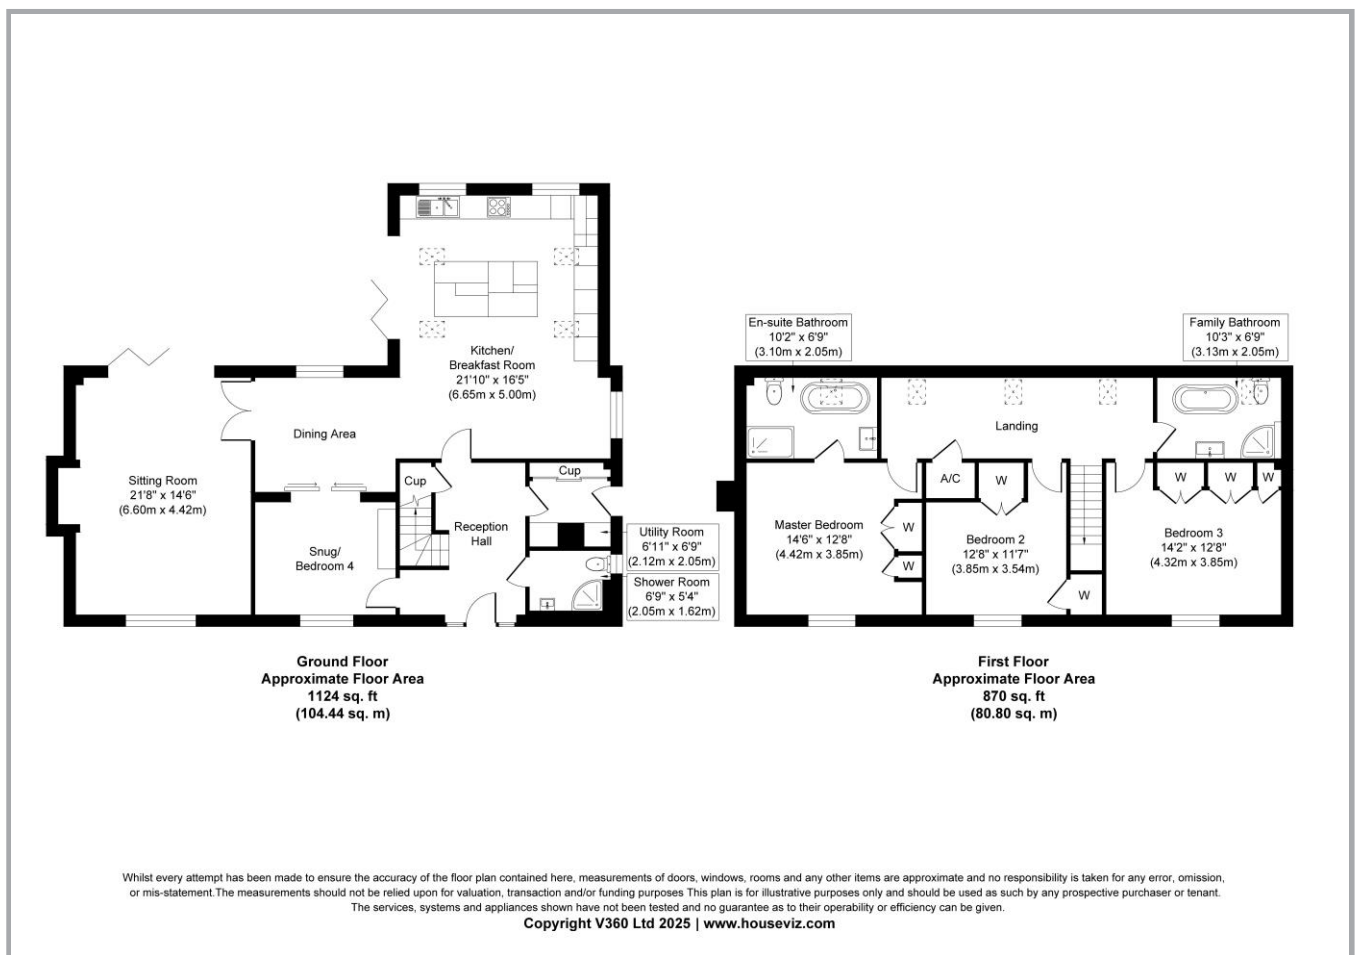 En-suite Bathroom
10'2" x 6'9"
(3.10m x 2.05m)
Family Bathroom
10'3" x 6'9"
(3.13m x 2.05m)
Kitchen/
Breakfast Room
21'10" x 16'5"
(6.65m x 5.00m)
Dining Area
Landing
Sitting Room
21'8" x 14'6"
(6.60m x 4.42m)
Cup
Cup
Reception
Hall
Snug/
Bedroom 4
Utility Room
6'11" x 6'9"
(2.12m x 2.05m)
Shower Room
6'9" x 5'4"
(2.05m x 1.62m)
A/C
W
W
W
W
Master Bedroom
14'6" x 12'8"
(4.42m x 3.85m)
W
W
Bedroom 2
12'8" x 11'7"
(3.85m x 3.54m)
W
Bedroom 3
14'2" x 12'8"
(4.32m x 3.85m)
Ground Floor
Approximate Floor Area
1124 sq. ft
(104.44 sq. m)
First Floor
Approximate Floor Area
870 sq. ft
(80.80 sq. m)
Whilst every attempt has been made to ensure the accuracy of the floor plan contained here, measurements of doors, windows, rooms and any other items are approximate and no responsibility is taken for any error, omission,
or mis-statement.The measurements should not be relied upon for valuation, transaction and/or funding purposes This plan is for illustrative purposes only and should be used as such by any prospective purchaser or tenant.
The services, systems and appliances shown have not been tested and no guarantee as to their operability or efficiency can be given.
Copyright V360 Ltd 2025 | www.houseviz.com